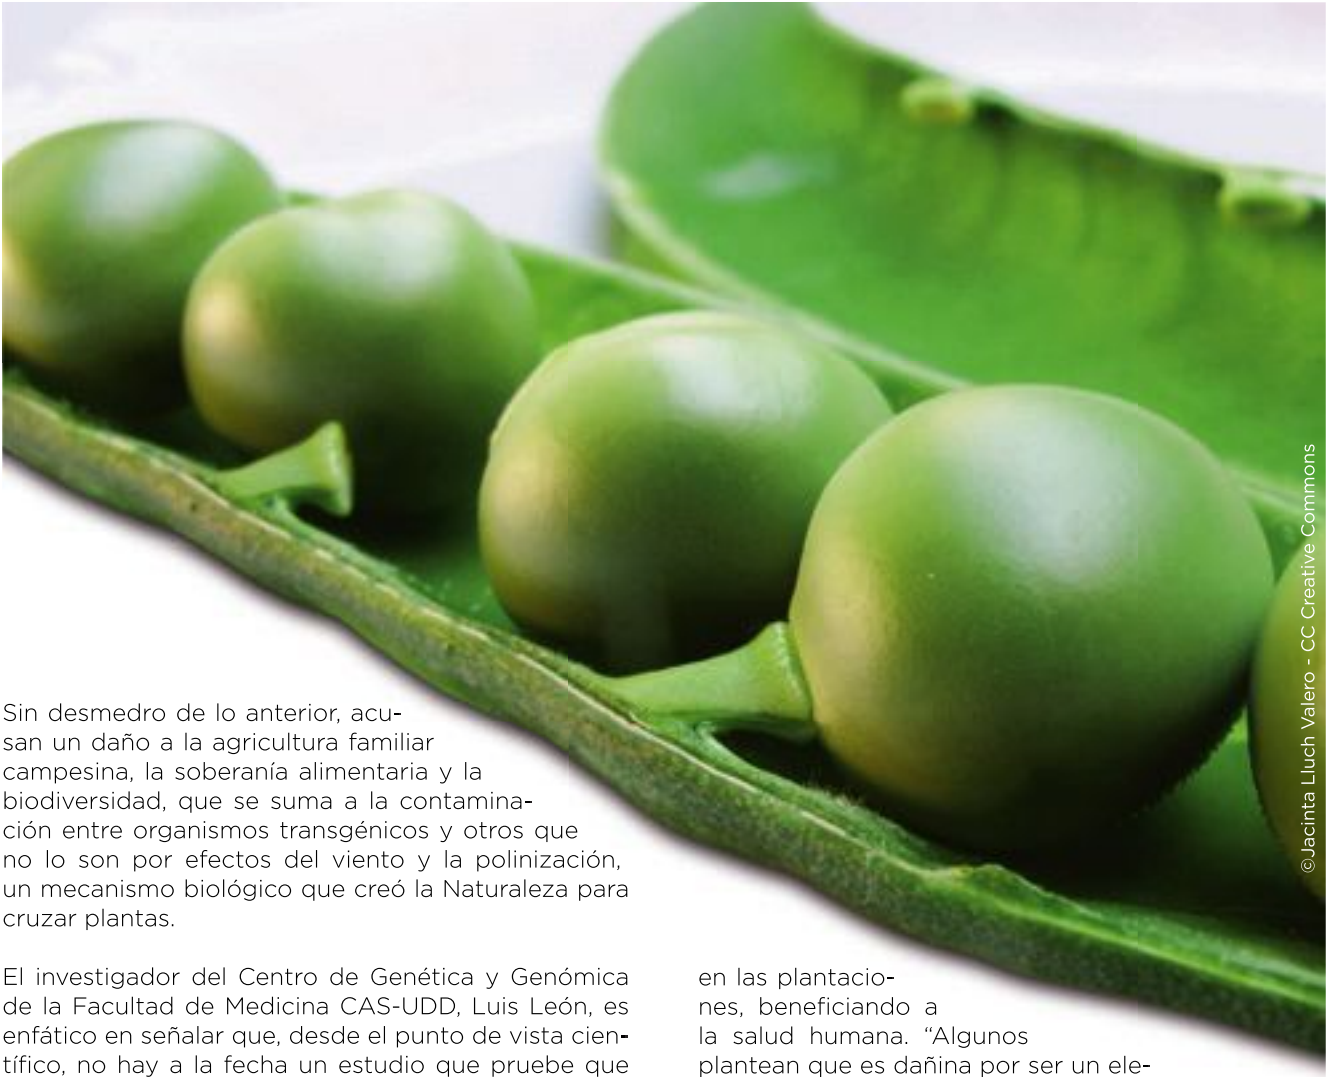 Sin desmedro de lo anterior, acu-
san un daño a la agricultura familiar
campesina, la soberanía alimentaria y la
biodiversidad, que se suma a la contamina-
ción entre organismos transgénicos y otros que
no lo son por efectos del viento y la polinización,
un mecanismo biológico que creó la Naturaleza para
cruzar plantas.
El investigador del Centro de Genética y Genómica
de la Facultad de Medicina CAS-UDD, Luis León, es
enfático en señalar que, desde el punto de vista cien-
tífico, no hay a la fecha un estudio que pruebe que
en las plantacio-
nes, beneficiando a
la salud humana. “Algunos
plantean que es dañina por ser un ele-
©Jacinta Lluch Valero - CC Creative Commons